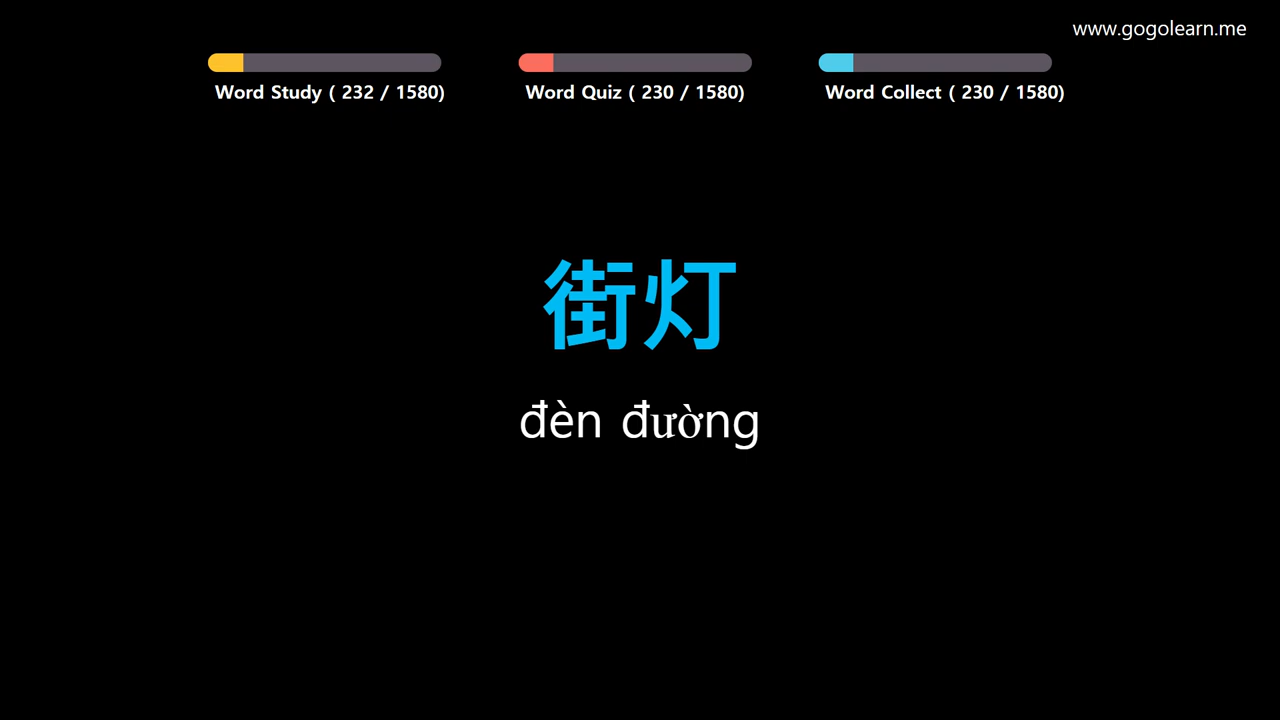 www.gogolearn.me
Word Study ( 232 / 1580)
Word Quiz ( 230 / 1580)
Word Collect ( 230 / 1580)
街灯
đèn đường